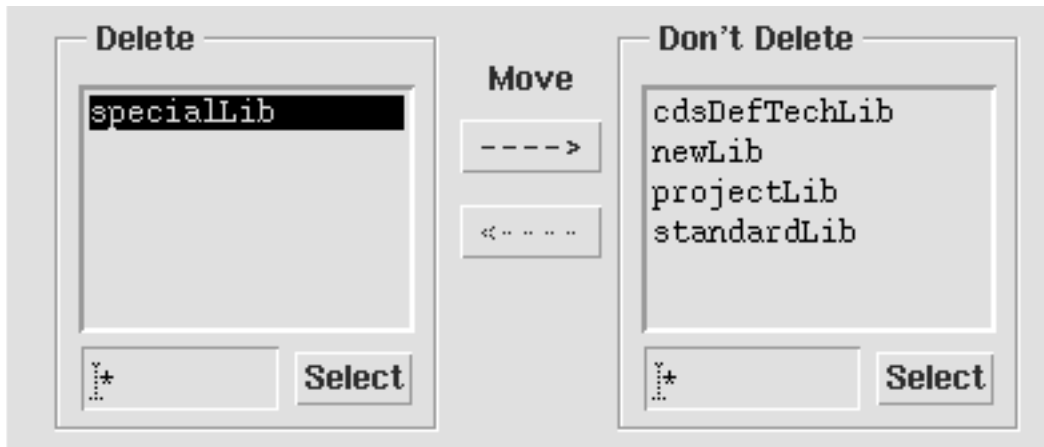 Delete
specialLib
*
Select
Move
---->
<----
Don't Delete
cdsDefTechLib
newLib
projectLib
standardLib
*
Select